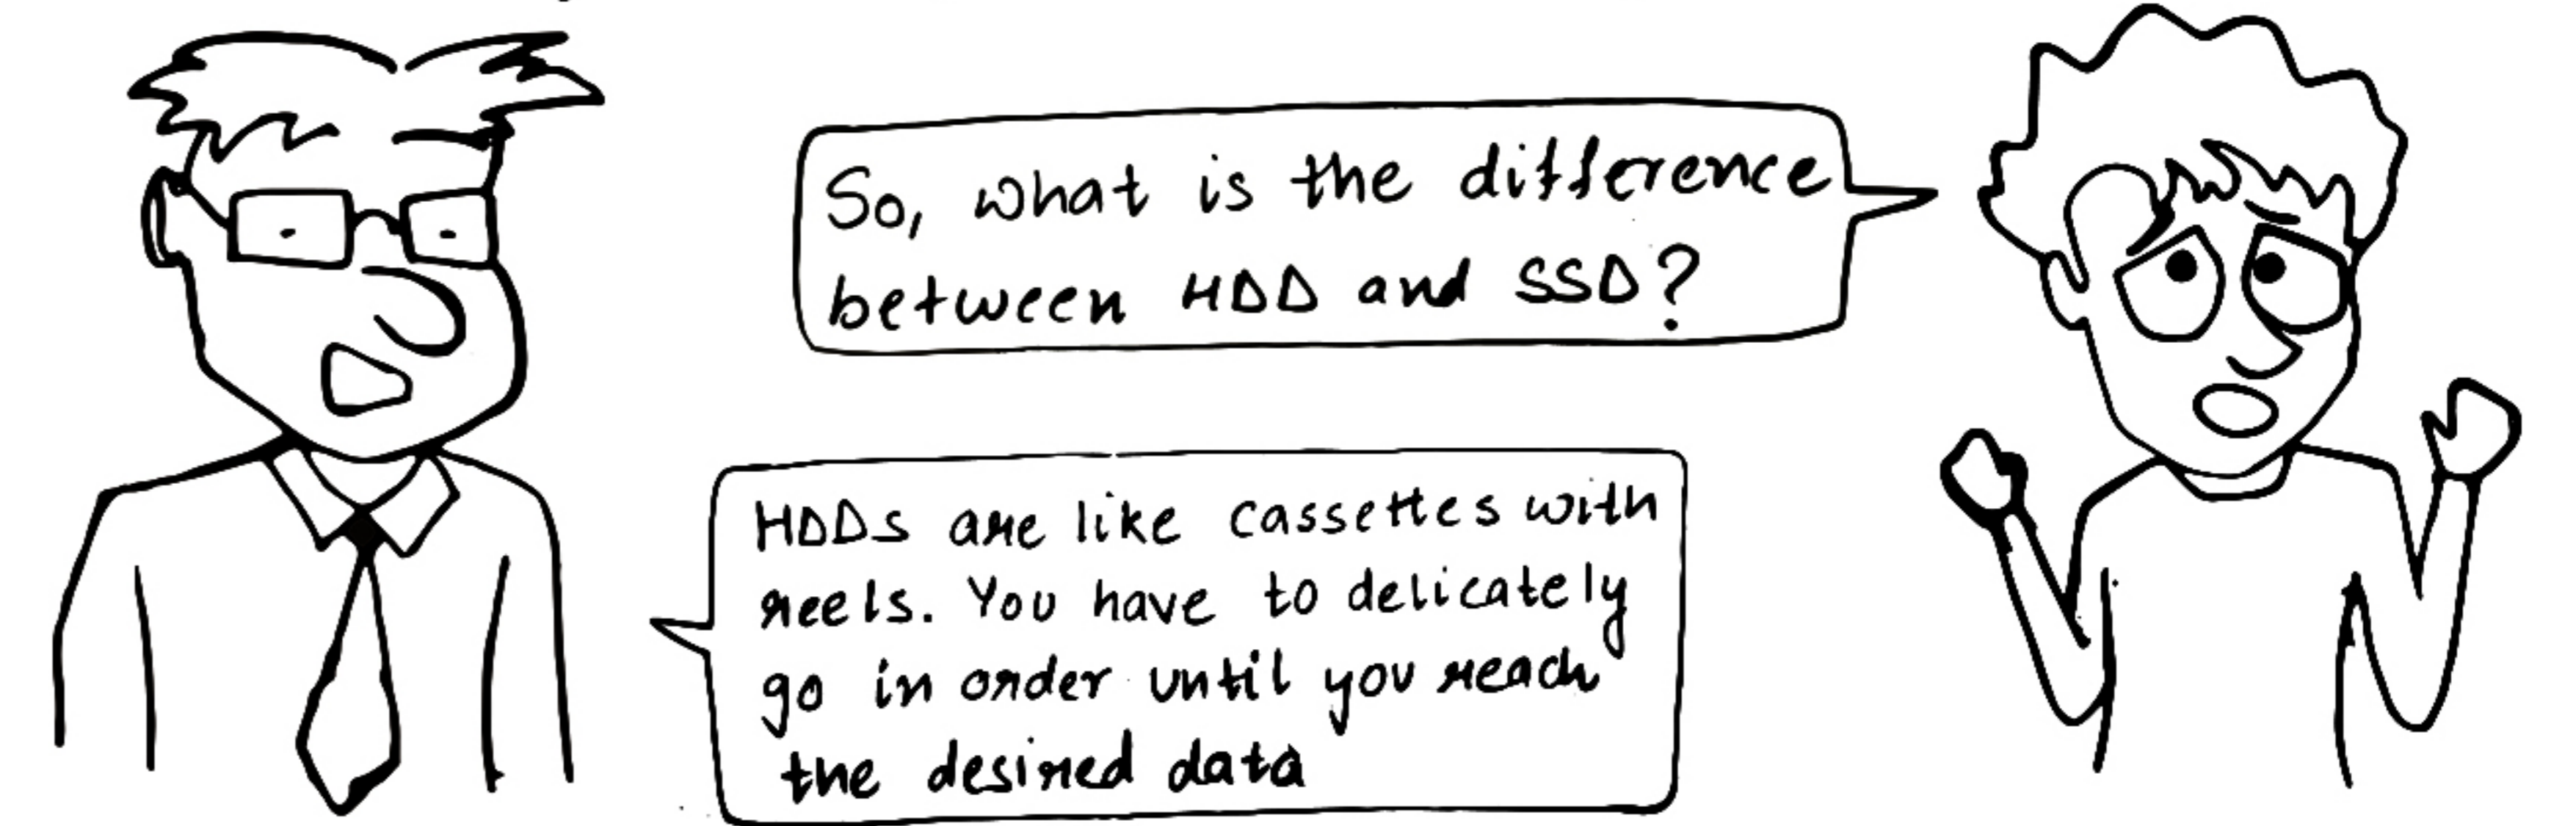 So, what is the difference
between HDD and SSD?
HDDs are like cassettes with
reels. You have to delicately
go in order until you reach
the desired data